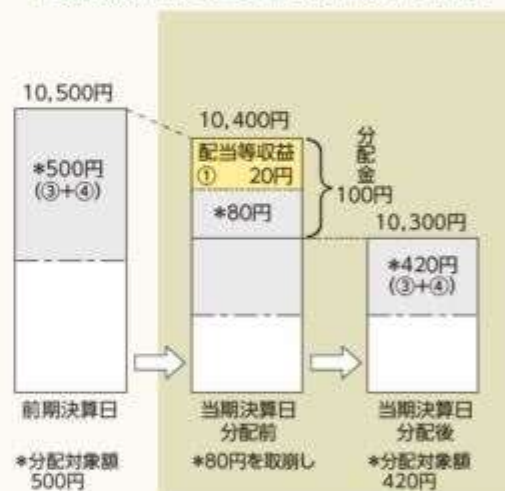 10,500円
*500円
(③+④)
前期決算日
*分配対象額
500円
10,400円
配当等収益
① 20円
*80円
分配金
100円
当期決算日
分配前
*80円を取崩し
10,300円
*420円
(③+④)
当期決算日
分配後
*分配対象額
420円